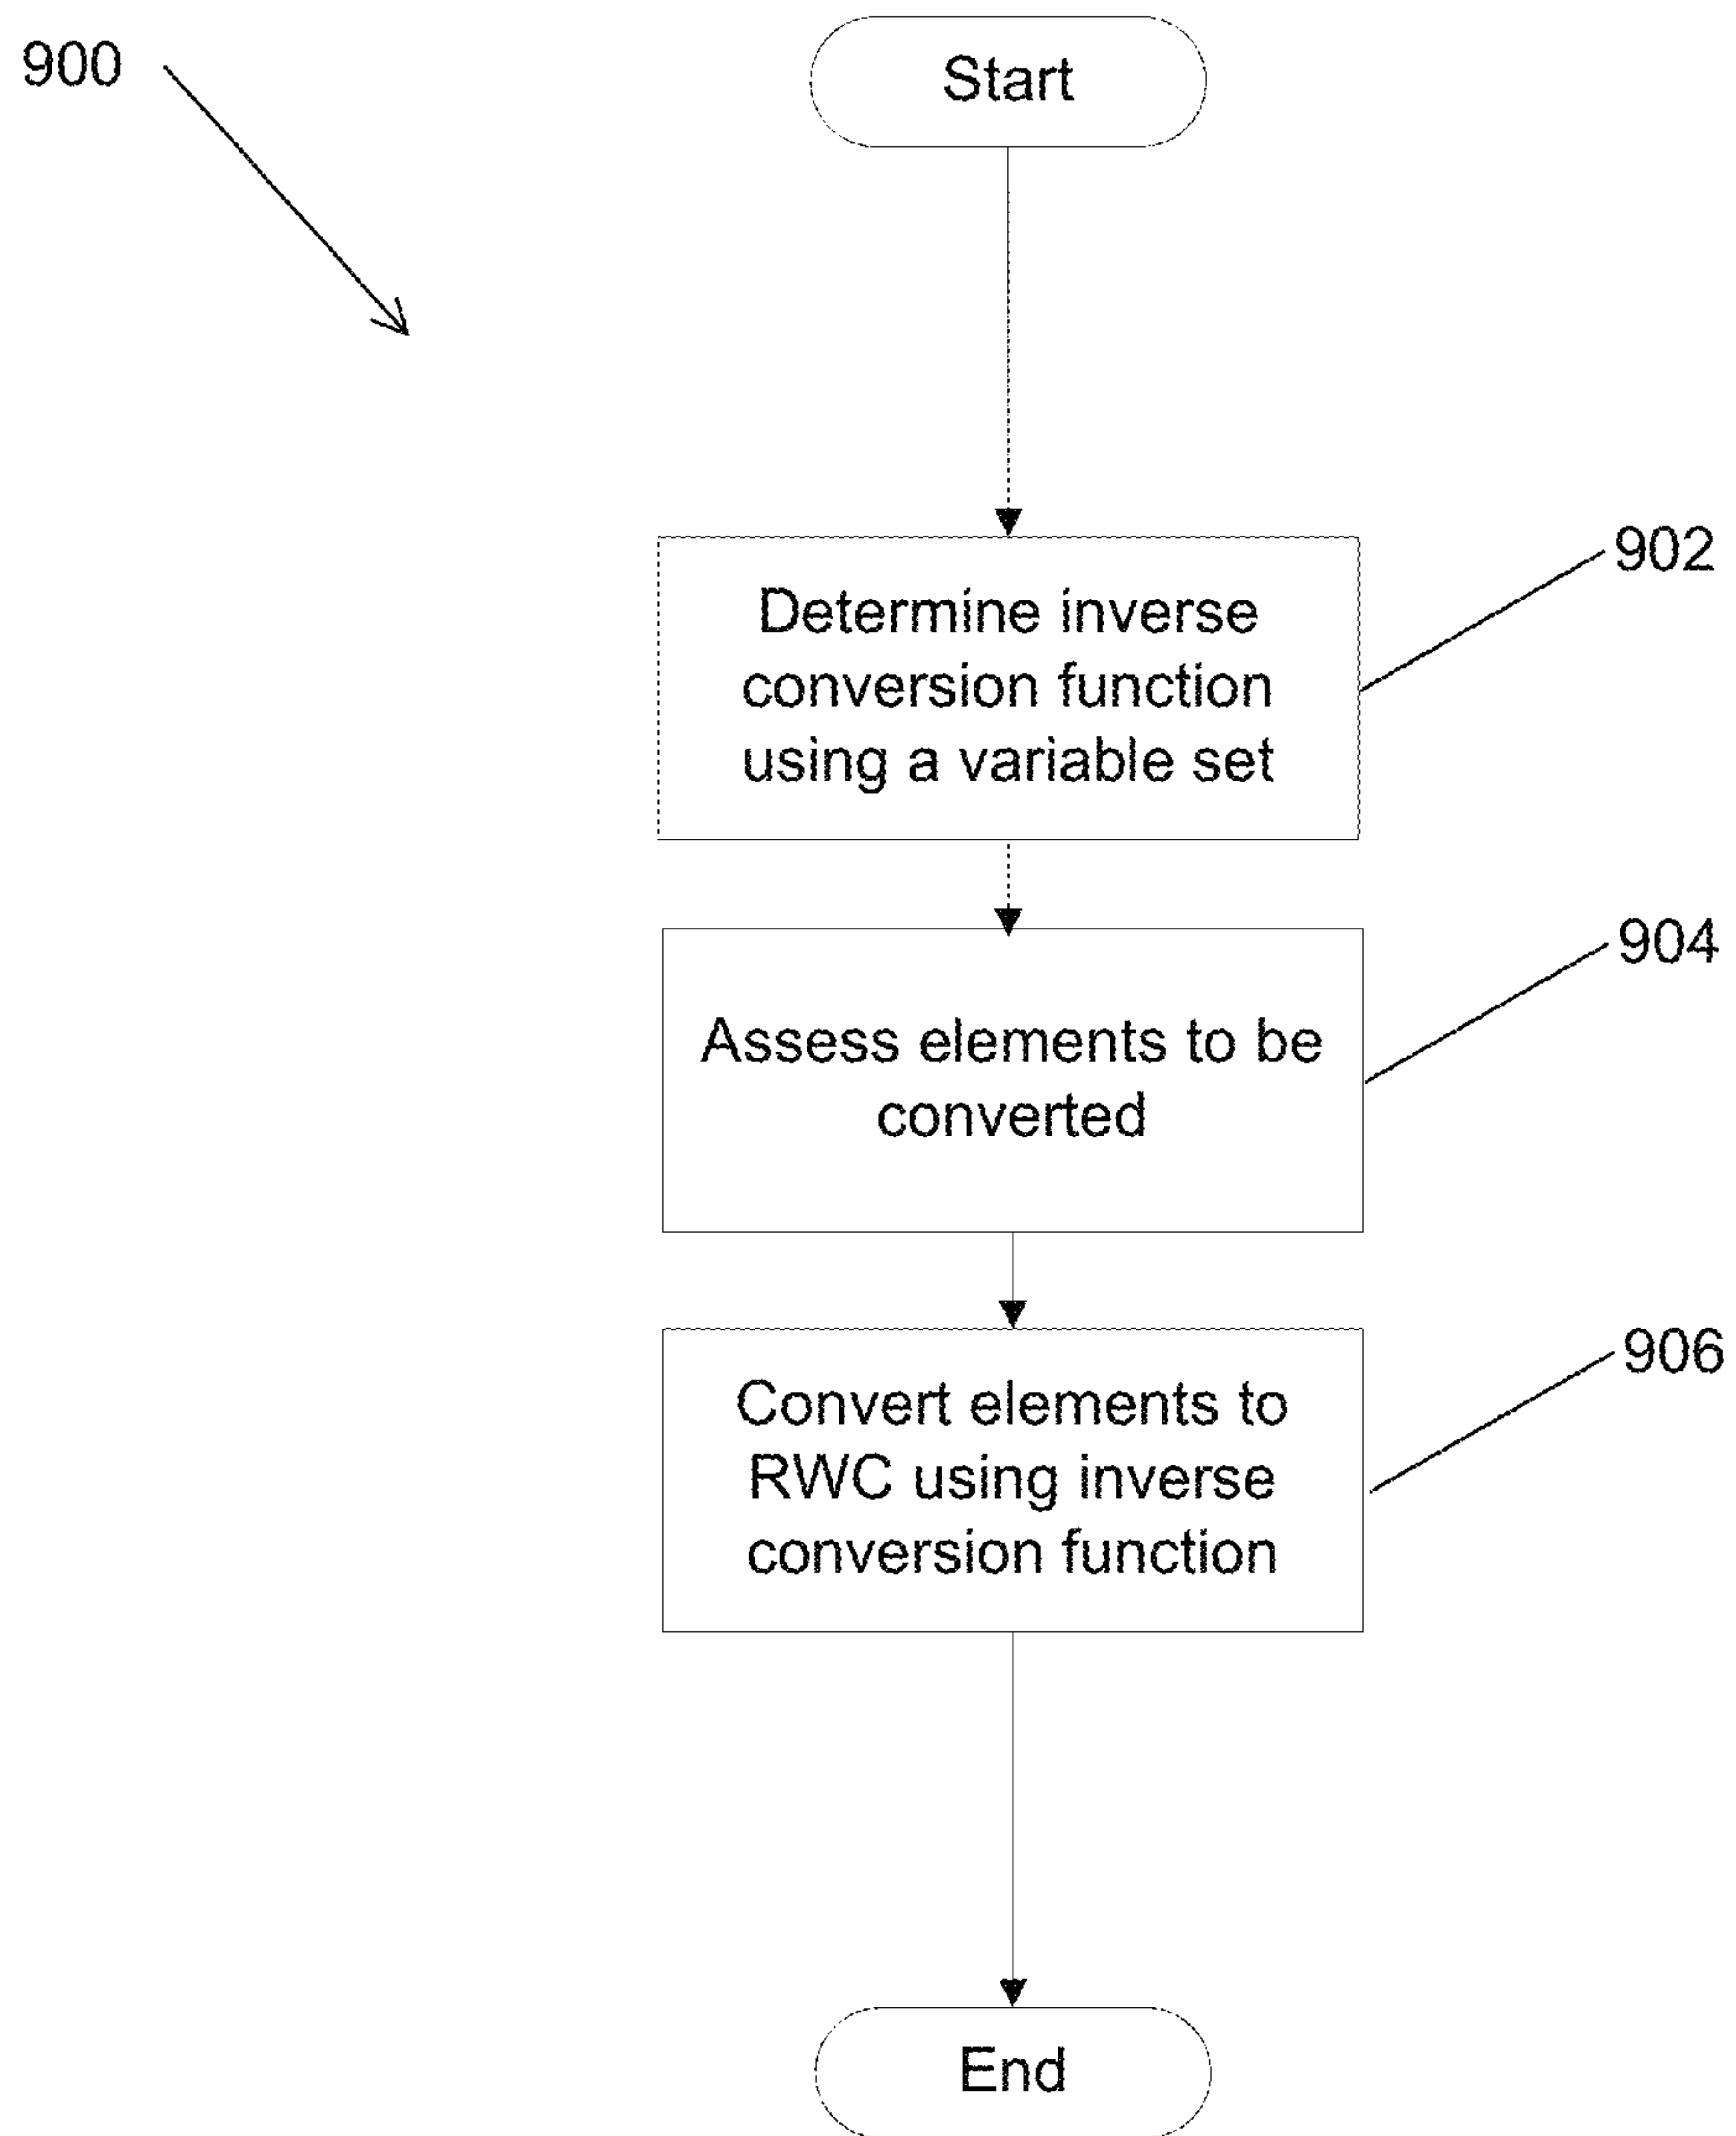 900
Start
902
Determine inverse
conversion function
using a variable set
904
Assess elements to be
converted
906
Convert elements to
RWC using inverse
conversion function
End